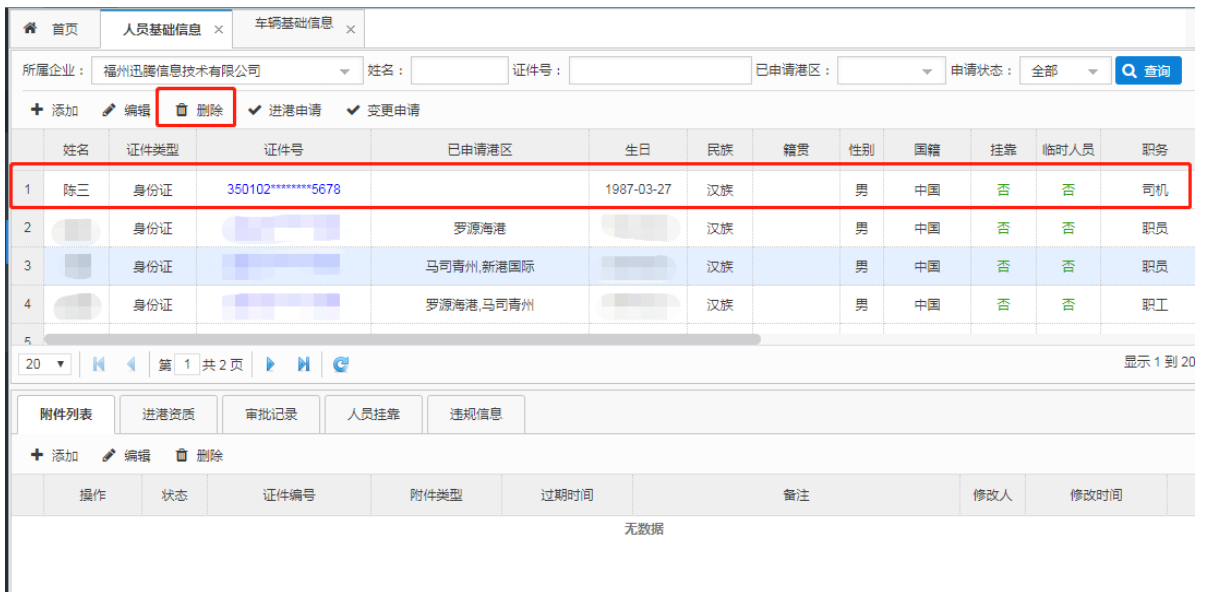 首页 人员基础信息 × 车辆基础信息 ×
所属企业： 福州迅腾信息技术有限公司 姓名： 证件号： 已申请港区： 申请状态： 全部 查询
添加 编辑 删除 进港申请 变更申请
姓名 证件类型 证件号 已申请港区 生日 民族 籍贯 性别 国籍 挂靠 临时人员 职务
1 陈三 身份证 350102********5678 1987-03-27 汉族 男 中国 否 否 司机
2 身份证 罗源海港 汉族 男 中国 否 否 职员
3 身份证 马司青州,新港国际 汉族 男 中国 否 否 职员
4 身份证 罗源海港,马司青州 汉族 男 中国 否 否 职工
5
20 第 1 共2页 显示1到20
附件列表 进港资质 审批记录 人员挂靠 违规信息
添加 编辑 删除
操作 状态 证件编号 附件类型 过期时间 备注 修改人 修改时间
无数据